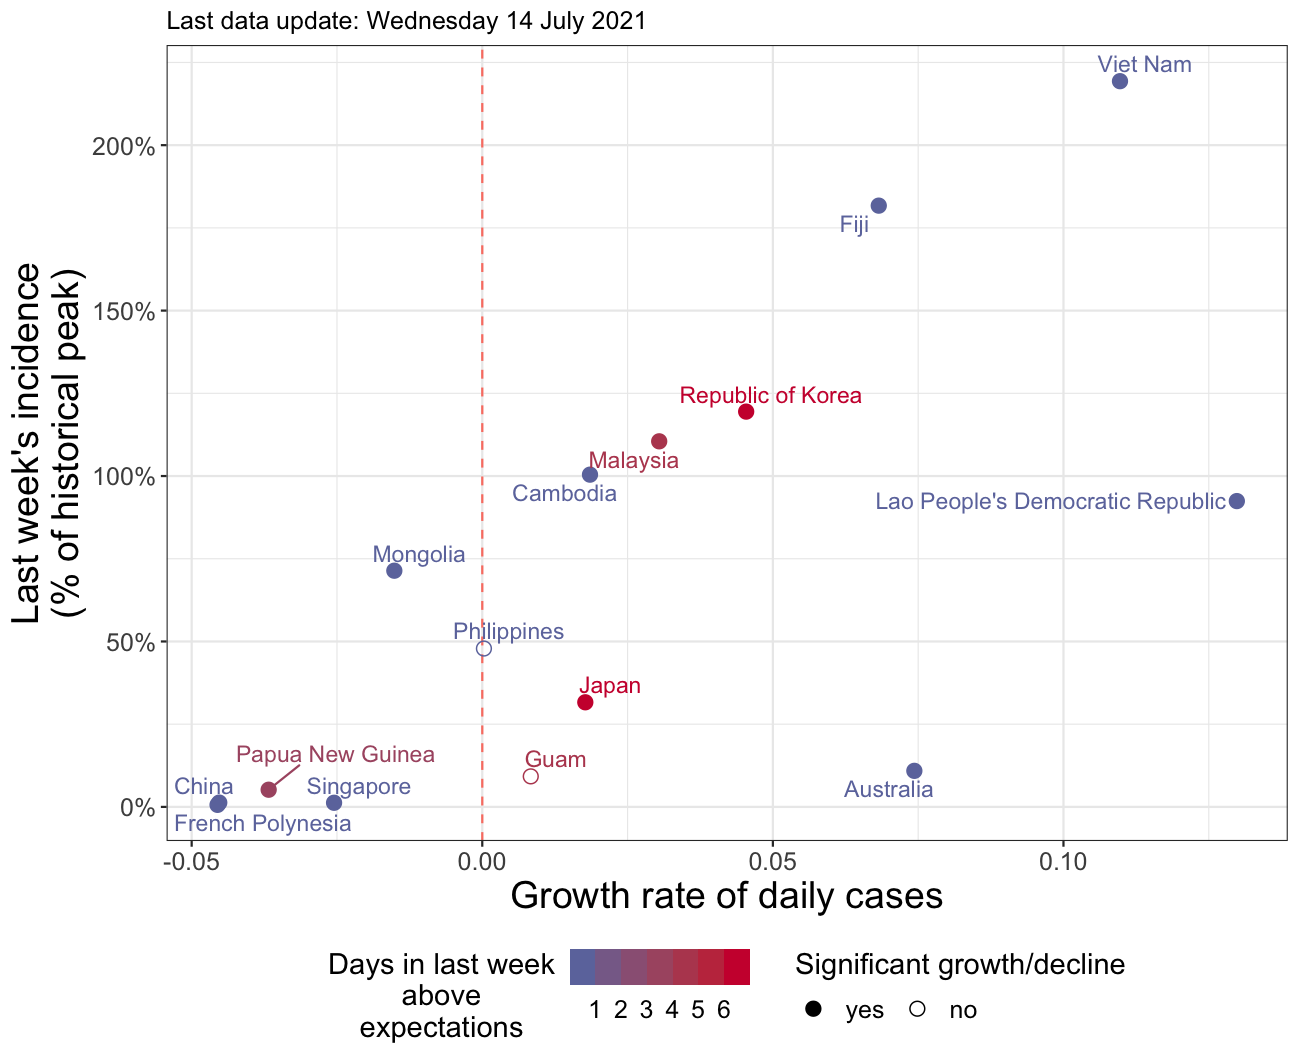 Last data update: Wednesday 14 July 2021
Last week's incidence
(% of historical peak)
200%
150%
100%
50%
0%
Viet Nam
Fiji
Republic of Korea
Malaysia
Cambodia
Lao People's Democratic Republic
Mongolia
Philippines
Japan
Papua New Guinea
Guam
China
Singapore
Australia
French Polynesia
-0.05 0.00 0.05 0.10
Growth rate of daily cases
Days in last week
above
expectations
1 2 3 4 5 6
Significant growth/decline
yes no